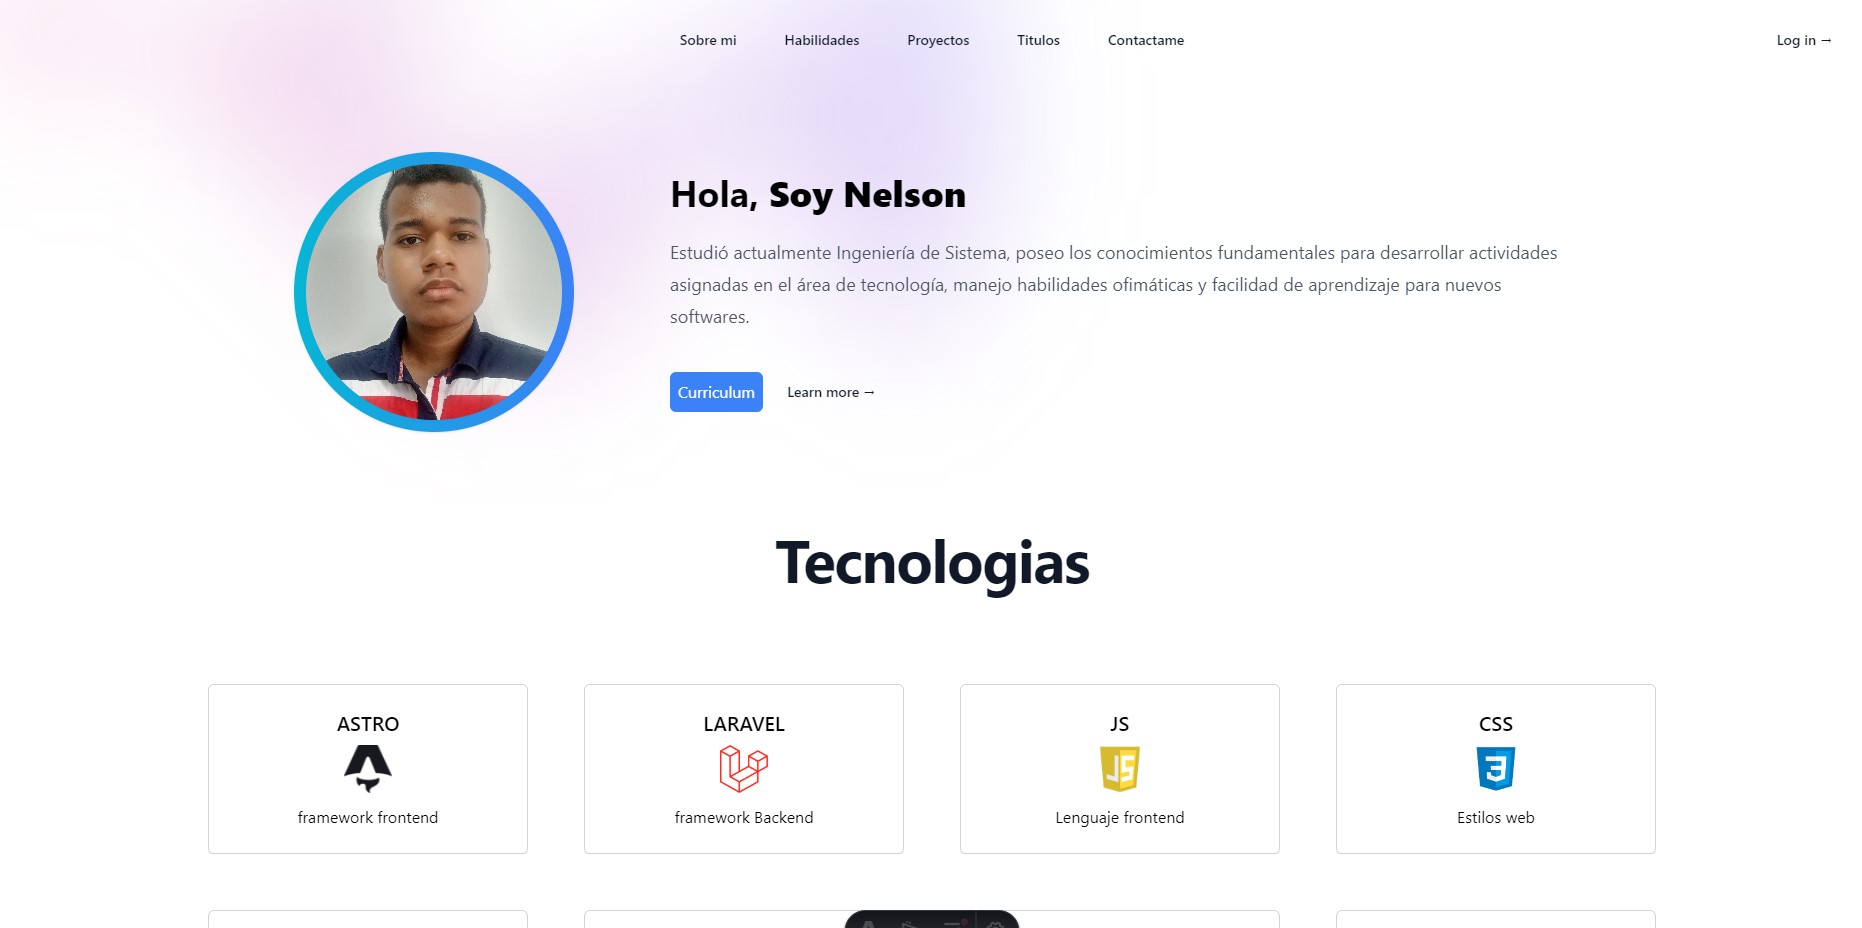 Sobre mi Habilidades Proyectos Titulos Contactame Log in →
Hola, Soy Nelson
Estudió actualmente Ingeniería de Sistema, poseo los conocimientos fundamentales para desarrollar actividades
asignadas en el área de tecnología, manejo habilidades ofimáticas y facilidad de aprendizaje para nuevos
softwares.
Curriculum Learn more →
Tecnologias
ASTRO
framework frontend
LARAVEL
framework Backend
JS
JS
Lenguaje frontend
CSS
3
Estilos web